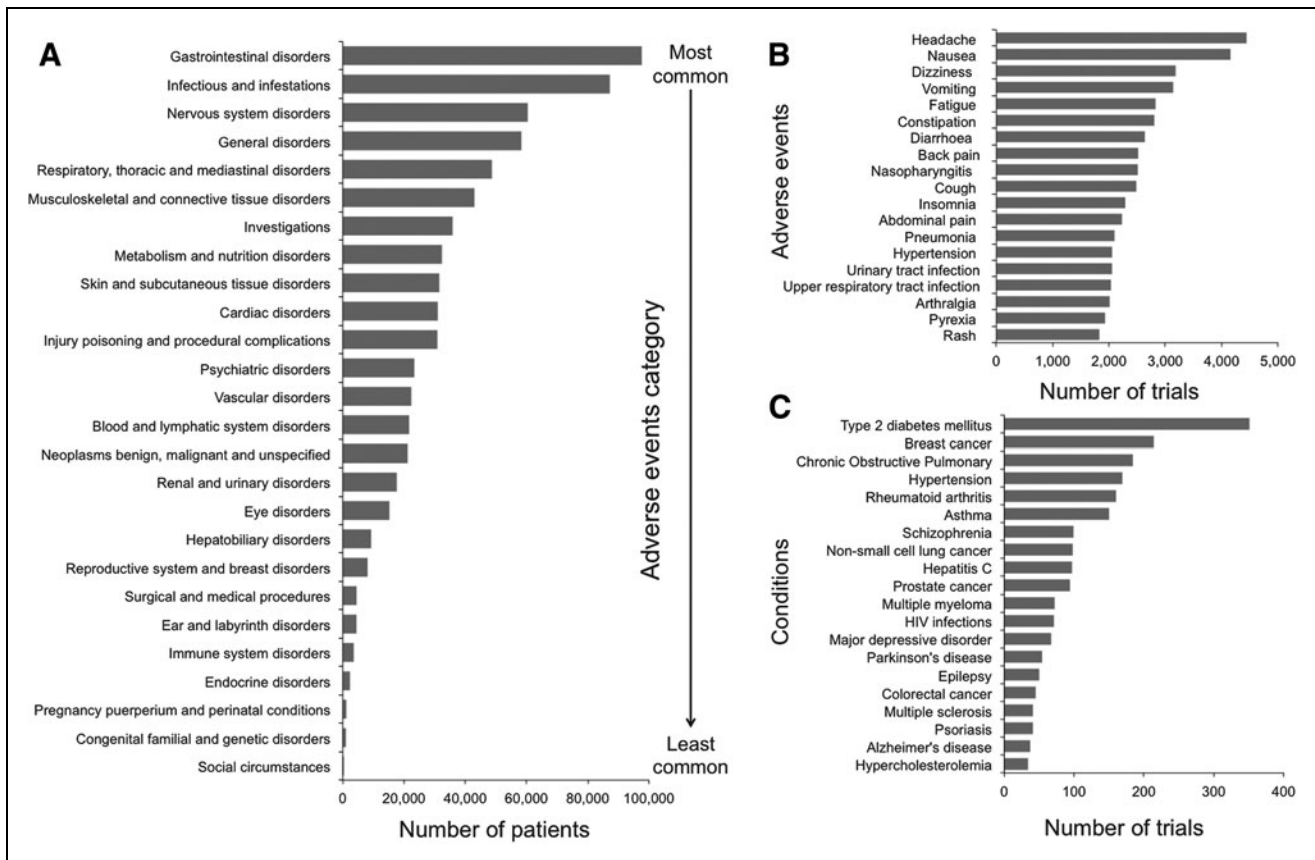 A
Gastrointestinal disorders
Infectious and infestations
Nervous system disorders
General disorders
Respiratory, thoracic and mediastinal disorders
Musculoskeletal and connective tissue disorders
Investigations
Metabolism and nutrition disorders
Skin and subcutaneous tissue disorders
Cardiac disorders
Injury poisoning and procedural complications
Psychiatric disorders
Vascular disorders
Blood and lymphatic system disorders
Neoplasms benign, malignant and unspecified
Renal and urinary disorders
Eye disorders
Hepatobiliary disorders
Reproductive system and breast disorders
Surgical and medical procedures
Ear and labyrinth disorders
Immune system disorders
Endocrine disorders
Pregnancy puerperium and perinatal conditions
Congenital familial and genetic disorders
Social circumstances
0 20,000 40,000 60,000 80,000 100,000
Number of patients
Most
common
Adverse events category
Least
common
B
Adverse events
Headache
Nausea
Dizziness
Vomiting
Fatigue
Constipation
Diarrhoea
Back pain
Nasopharyngitis
Cough
Insomnia
Abdominal pain
Pneumonia
Hypertension
Urinary tract infection
Upper respiratory tract infection
Arthralgia
Pyrexia
Rash
0 1,000 2,000 3,000 4,000 5,000
Number of trials
C
Conditions
Type 2 diabetes mellitus
Breast cancer
Chronic Obstructive Pulmonary
Hypertension
Rheumatoid arthritis
Asthma
Schizophrenia
Non-small cell lung cancer
Hepatitis C
Prostate cancer
Multiple myeloma
HIV infections
Major depressive disorder
Parkinson's disease
Epilepsy
Colorectal cancer
Multiple sclerosis
Psoriasis
Alzheimer's disease
Hypercholesterolemia
0 100 200 300 400
Number of trials